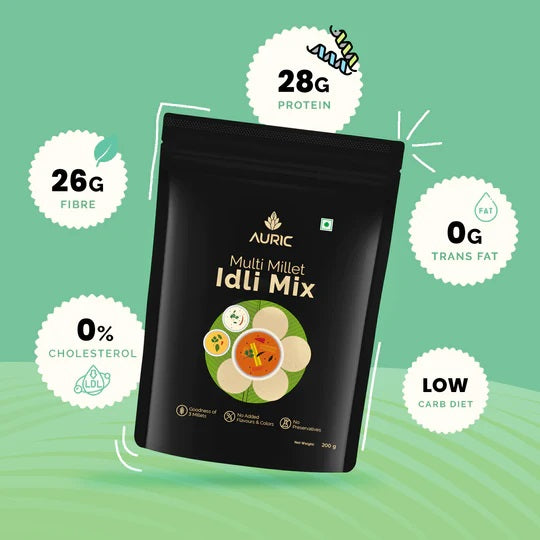 28G
PROTEIN
26G
FIBRE
FAT
0G
TRANS FAT
0%
CHOLESTEROL
LDL
LOW
CARB DIET
AURIC
Multi Millet
Idli Mix
Goodness of
3 Millets
No Added
Flavours & Colors
No
Preservatives
Net Weight: 200 g